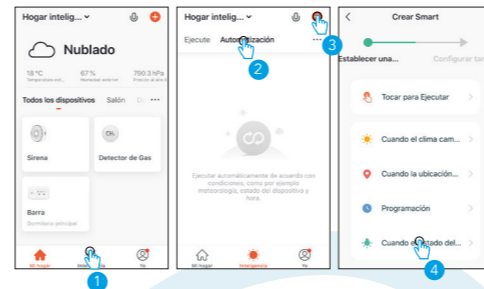 Hogar intelig...
Nublado
18 °C
67 %
790.3 hPa
Humedad exterior
Todos los dispositivos Salón
Sirena
Detector de Gas
Barra
Dormitorio principal
Mi hogar
Yo
1
Hogar intelig...
Ejecute Automatización
2
3
Ejecutar automáticamente de acuerdo con
condiciones, como por ejemplo
meteorología, estado del dispositivo y
hora.
Mi hogar Inteligencia Yo
Crear Smart
Establecer una... Configurar
Tocar para Ejecutar
Cuando el clima cam...
Cuando la ubicación...
Programación
Cuando el estado del...
4